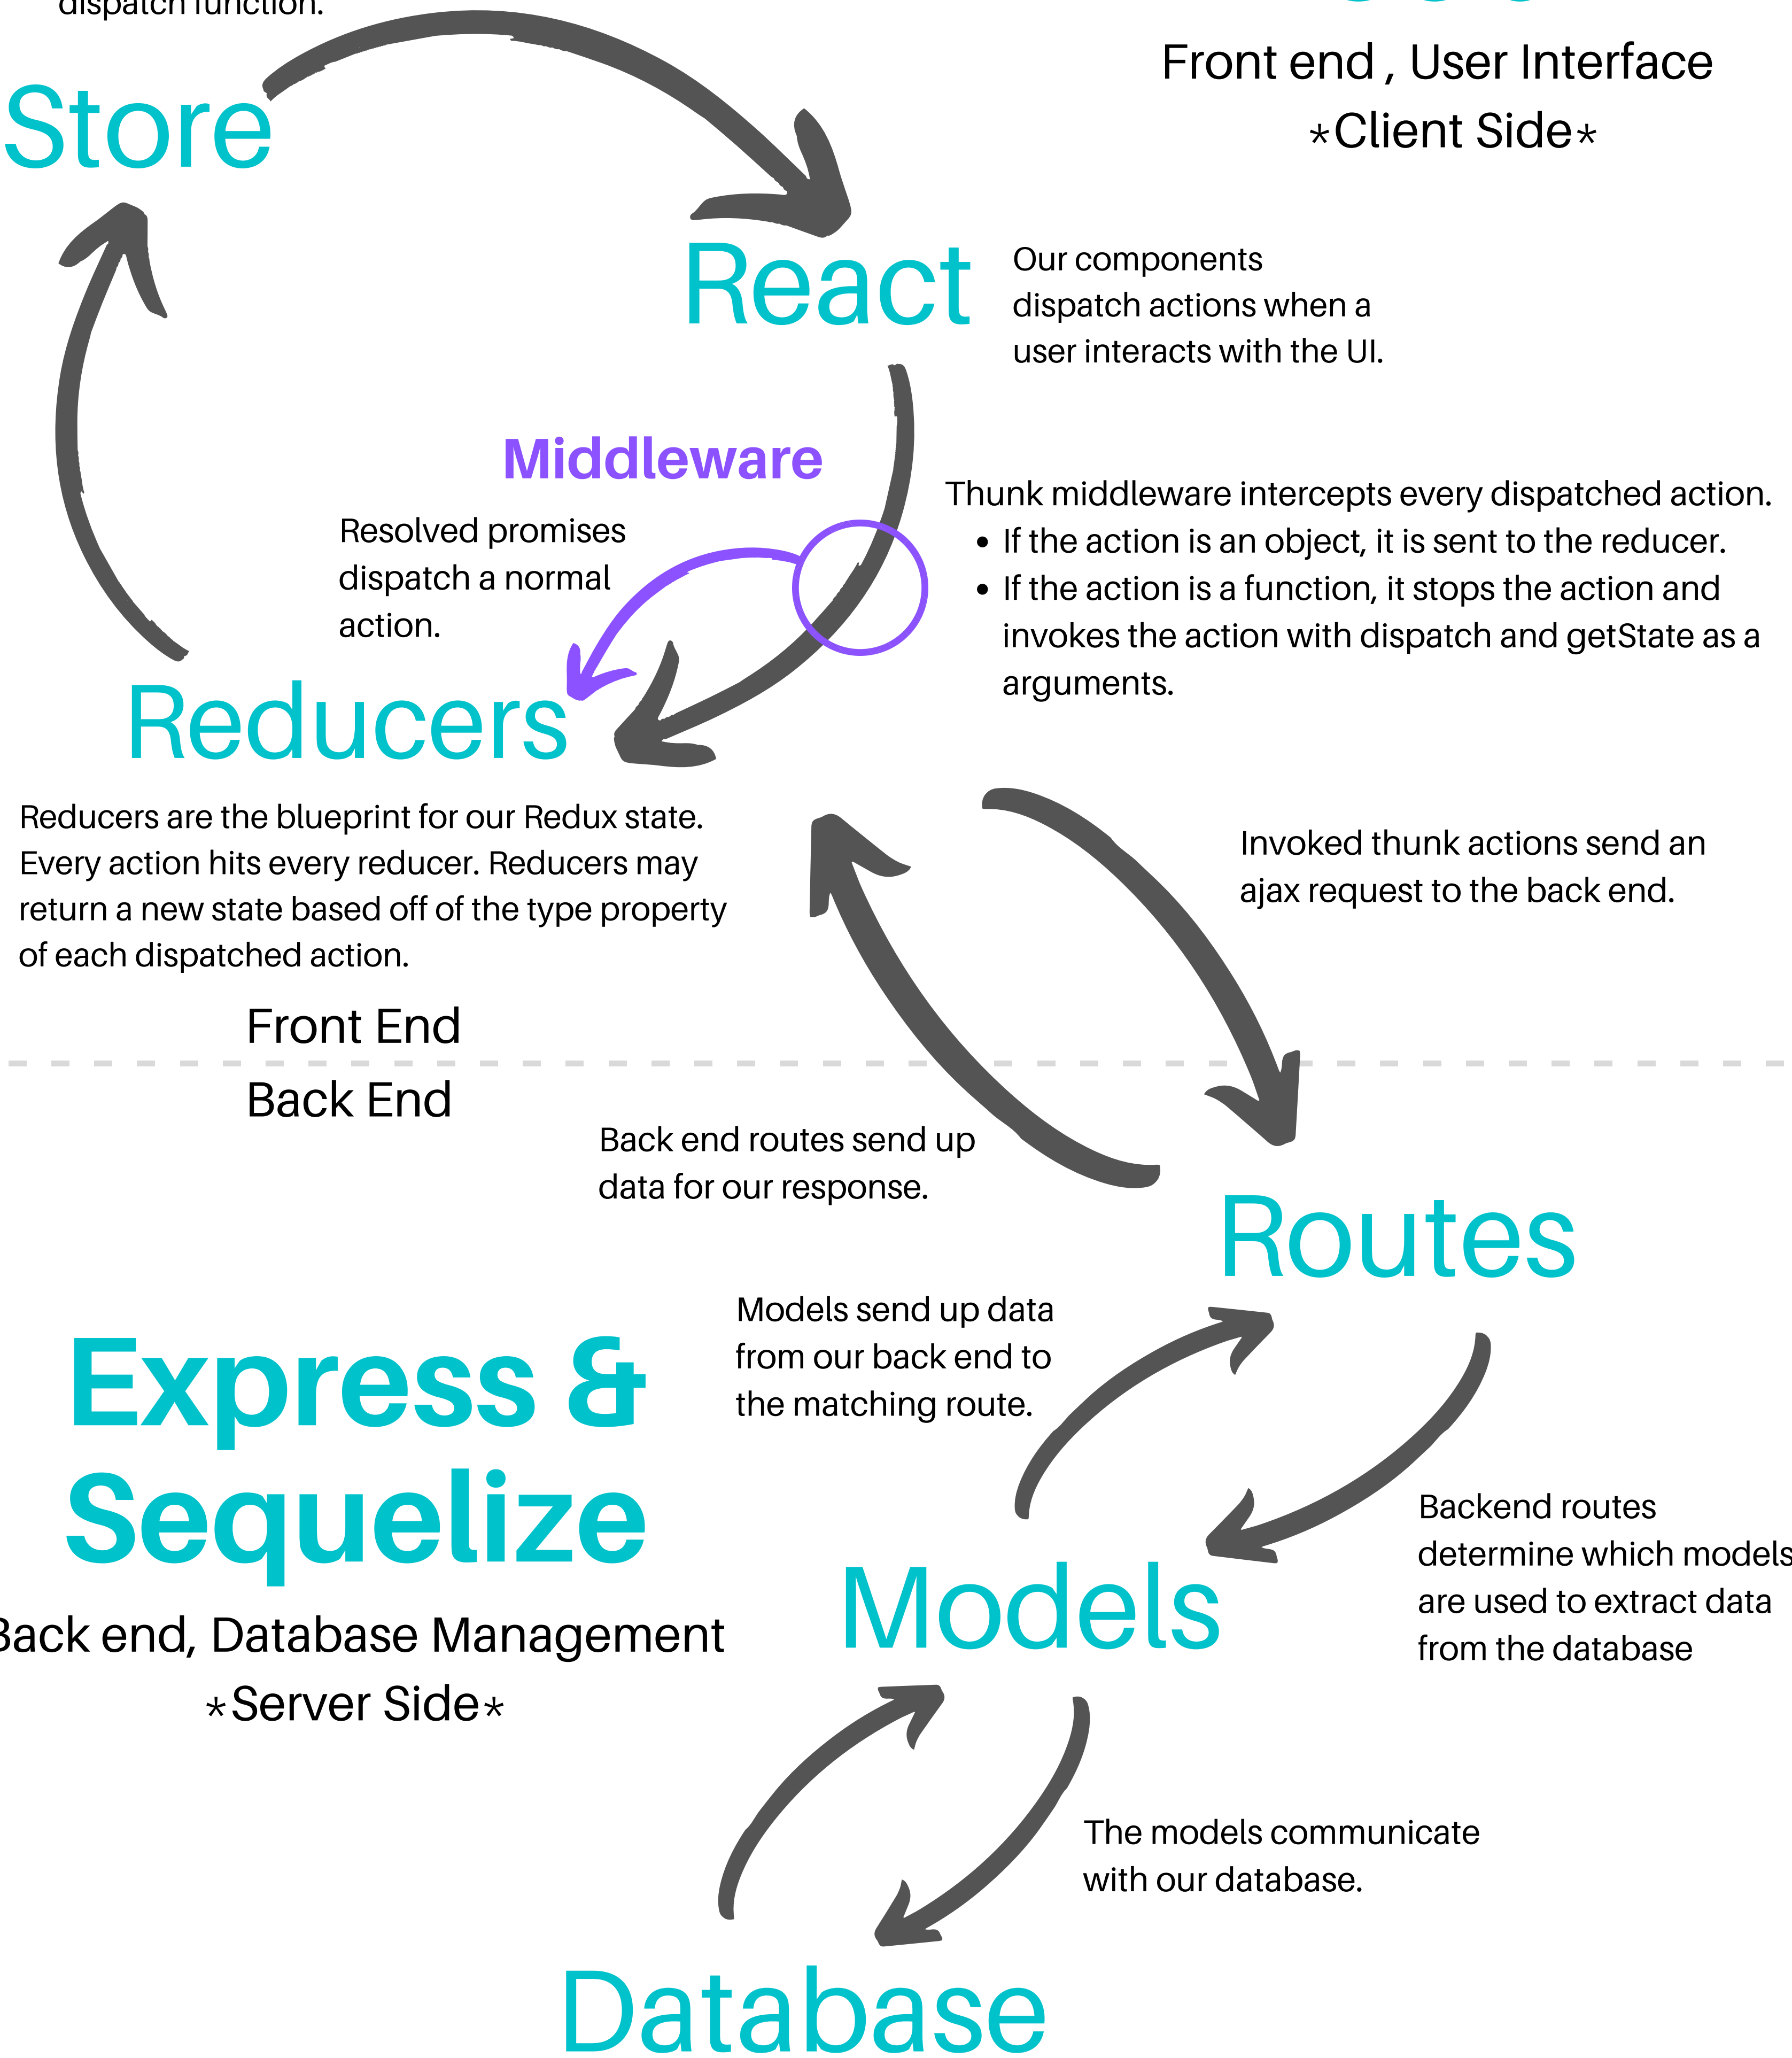 dispatch function.
Front end , User Interface
*Client Side*
Store
React
Our components
dispatch actions when a
user interacts with the UI.
Middleware
Thunk middleware intercepts every dispatched action.
• If the action is an object, it is sent to the reducer.
• If the action is a function, it stops the action and
invokes the action with dispatch and getState as a
arguments.
Resolved promises
dispatch a normal
action.
Reducers
Reducers are the blueprint for our Redux state.
Every action hits every reducer. Reducers may
return a new state based off of the type property
of each dispatched action.
Invoked thunk actions send an
ajax request to the back end.
Front End
Back End
Back end routes send up
data for our response.
Routes
Models send up data
from our back end to
the matching route.
Express &
Sequelize
Back end, Database Management
*Server Side*
Backend routes
determine which models
are used to extract data
from the database
Models
The models communicate
with our database.
Database